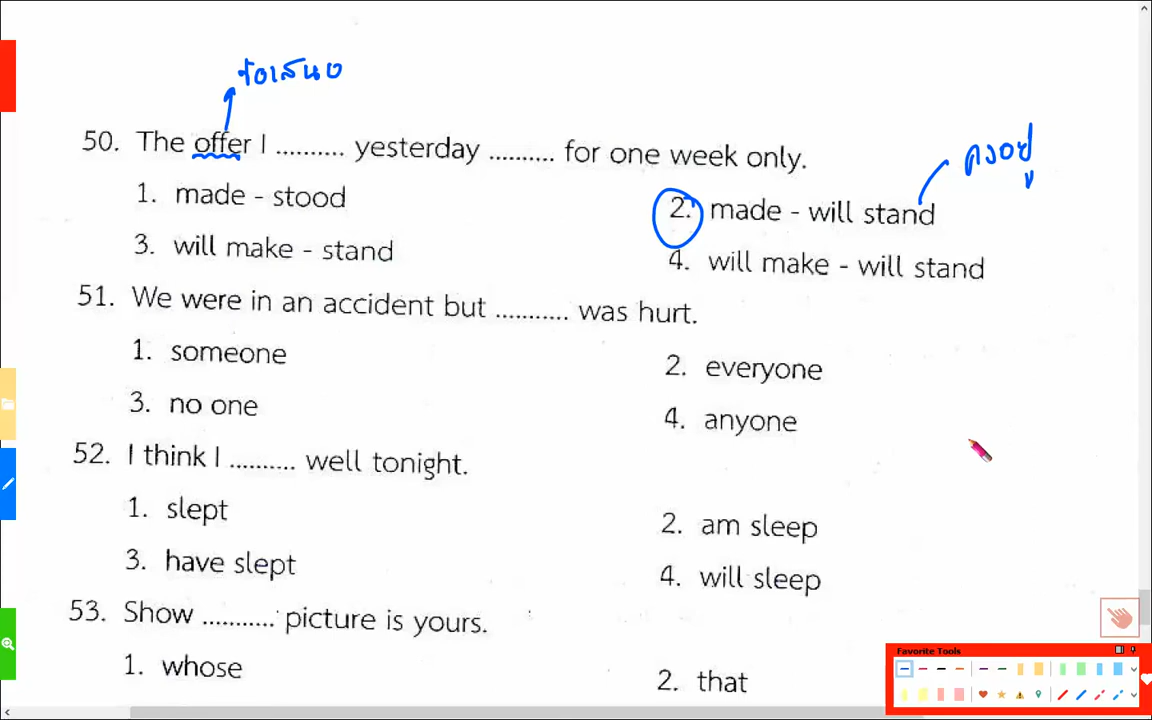 ข้อเสนอ
50. The offer I .......... yesterday .......... for one week only.
คงอยู่
1. made - stood
2. made - will stand
3. will make - stand
4. will make - will stand
51. We were in an accident but ........... was hurt.
1. someone
2. everyone
3. no one
4. anyone
52. I think I .......... well tonight.
1. slept
2. am sleep
3. have slept
4. will sleep
53. Show ........... picture is yours.
1. whose
2. that
Favorite Tools